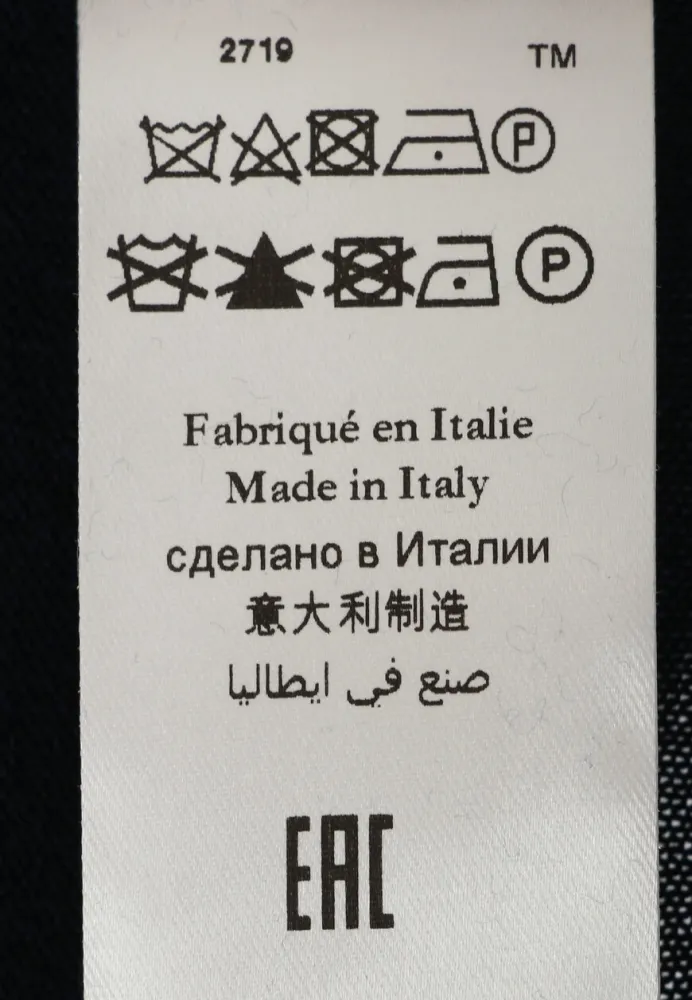 2719 TM
P
P
Fabriqué en Italie
Made in Italy
сделано в Италии
意大利制造
صنع في ايطاليا
EAC